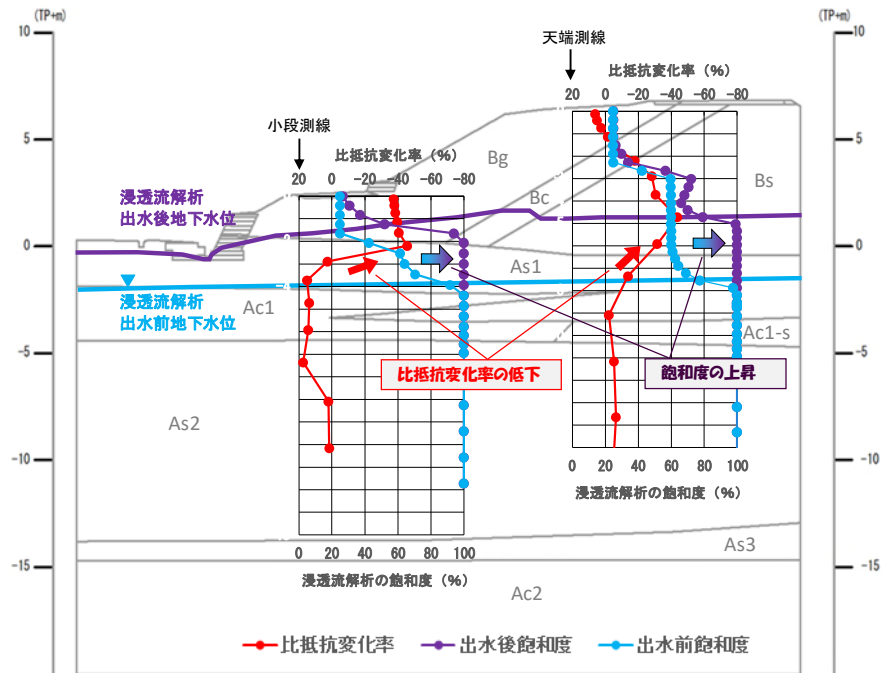 (TP+m)
(TP+m)
10
10
5
5
0
0
-5
-5
-10
-10
-15
-15
天端測線
比抵抗変化率（%）
20 0 -20 -40 -60 -80
小段測線
比抵抗変化率（%）
20 0 -20 -40 -60 -80
浸透流解析
出水後地下水位
浸透流解析
出水前地下水位
Bg
Bc
Bs
As1
Ac1
Ac1-s
As2
As3
Ac2
比抵抗変化率の低下
飽和度の上昇
0 20 40 60 80 100
浸透流解析の飽和度（%）
0 20 40 60 80 100
浸透流解析の飽和度（%）
比抵抗変化率
出水後飽和度
出水前飽和度